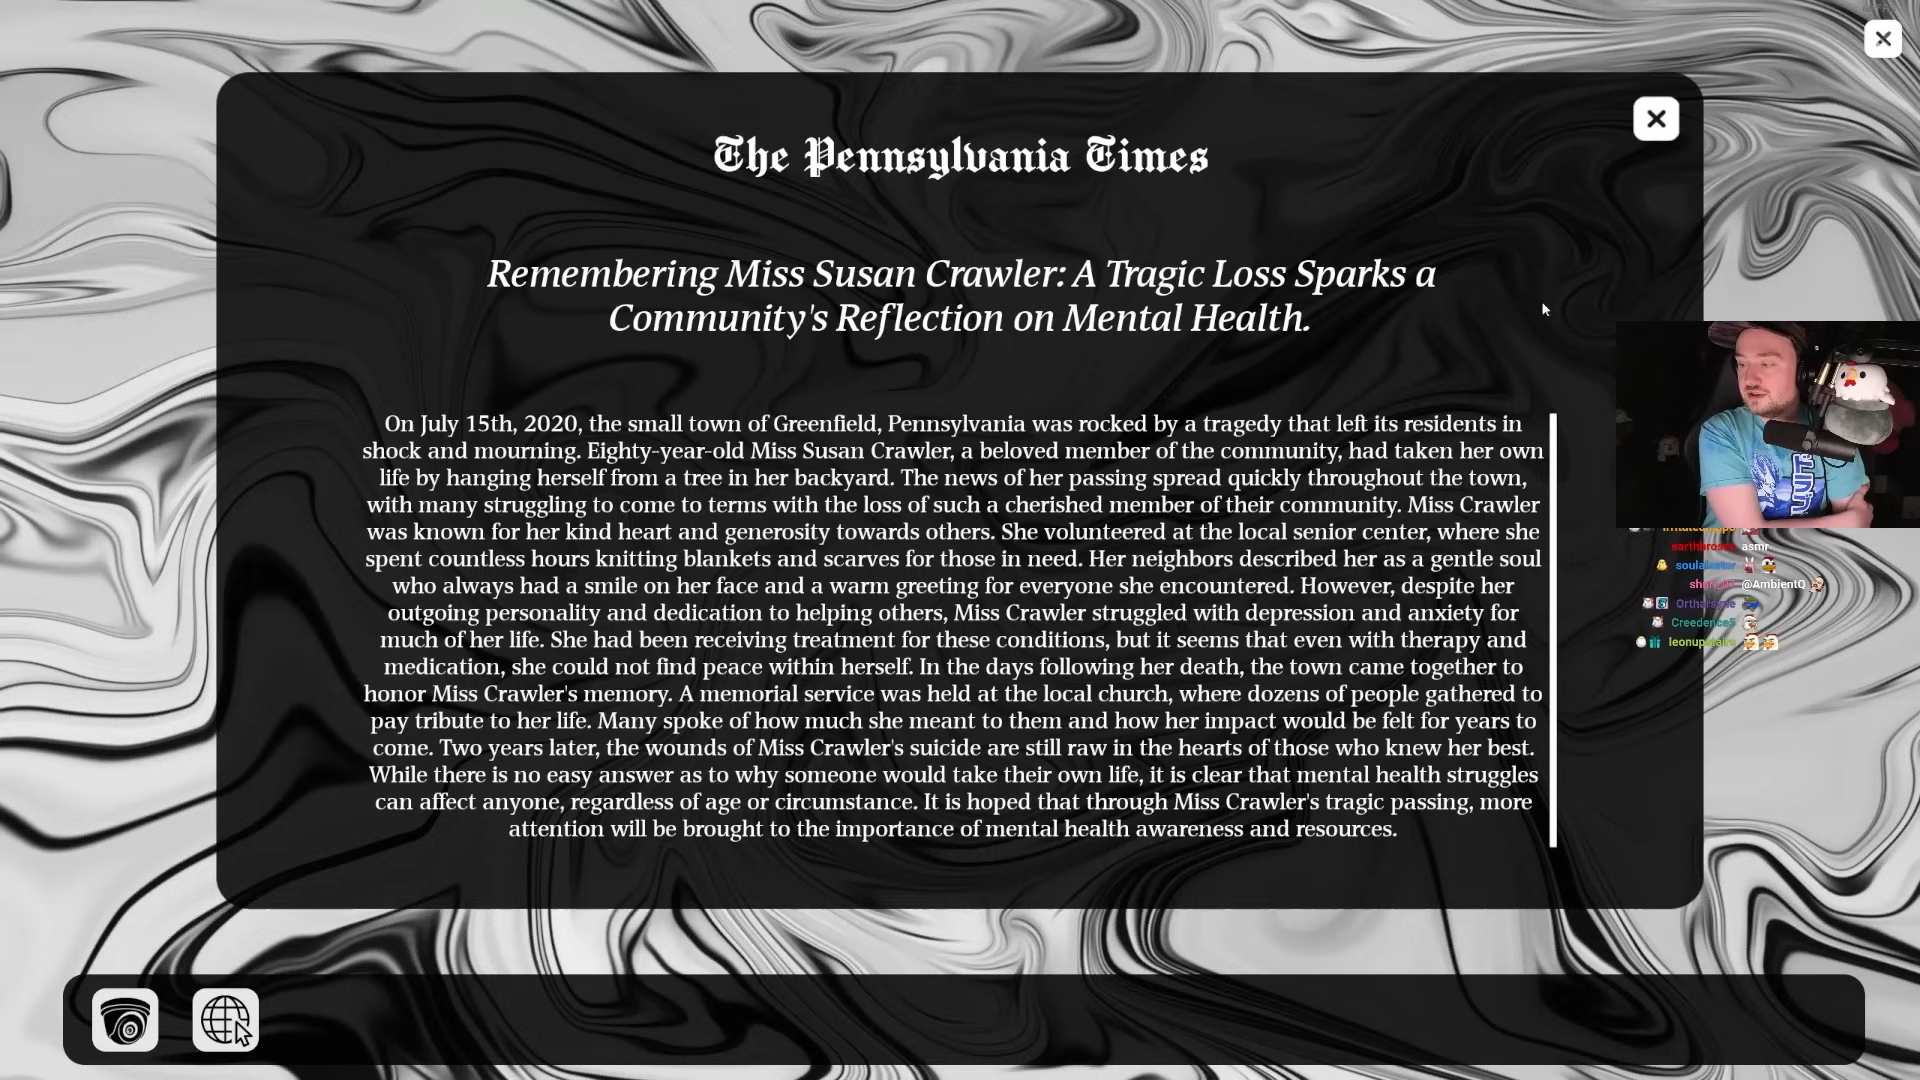 The Pennsylvania Times
Remembering Miss Susan Crawler: A Tragic Loss Sparks a
Community's Reflection on Mental Health.
On July 15th, 2020, the small town of Greenfield, Pennsylvania was rocked by a tragedy that left its residents in
shock and mourning. Eighty-year-old Miss Susan Crawler, a beloved member of the community, had taken her own
life by hanging herself from a tree in her backyard. The news of her passing spread quickly throughout the town,
with many struggling to come to terms with the loss of such a cherished member of their community. Miss Crawler
was known for her kind heart and generosity towards others. She volunteered at the local senior center, where she
spent countless hours knitting blankets and scarves for those in need. Her neighbors described her as a gentle soul
who always had a smile on her face and a warm greeting for everyone she encountered. However, despite her
outgoing personality and dedication to helping others, Miss Crawler struggled with depression and anxiety for
much of her life. She had been receiving treatment for these conditions, but it seems that even with therapy and
medication, she could not find peace within herself. In the days following her death, the town came together to
honor Miss Crawler's memory. A memorial service was held at the local church, where dozens of people gathered to
pay tribute to her life. Many spoke of how much she meant to them and how her impact would be felt for years to
come. Two years later, the wounds of Miss Crawler's suicide are still raw in the hearts of those who knew her best.
While there is no easy answer as to why someone would take their own life, it is clear that mental health struggles
can affect anyone, regardless of age or circumstance. It is hoped that through Miss Crawler's tragic passing, more
attention will be brought to the importance of mental health awareness and resources.
asmr
@AmbientQ